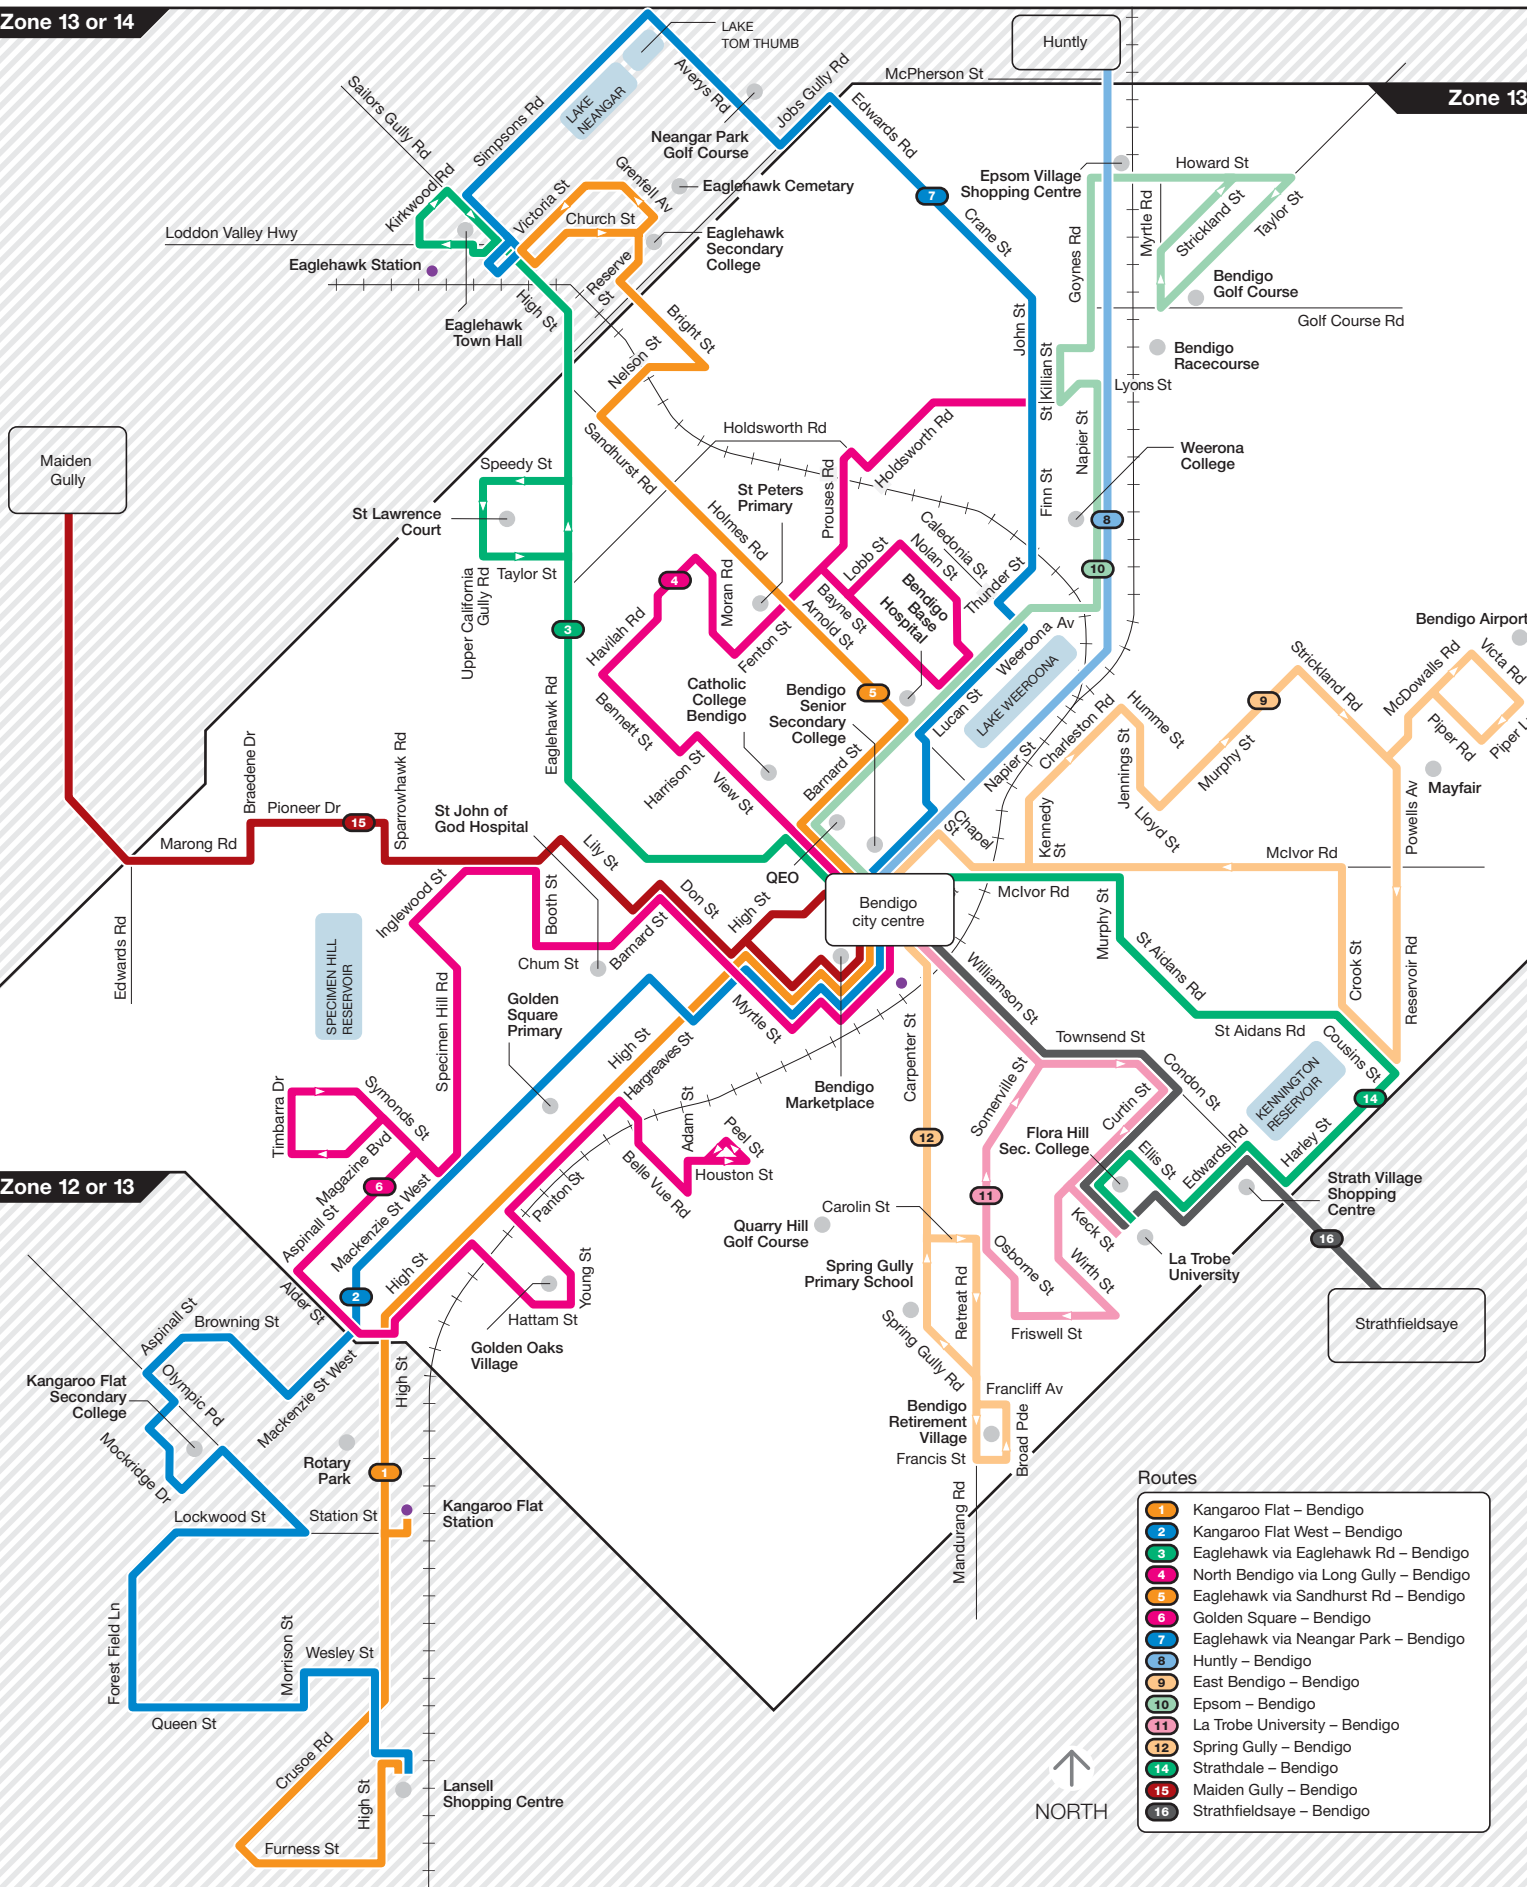 Zone 13 or 14
LAKE
TOM THUMB
Huntly
McPherson St
Zone 13
Sailors Gully Rd
Simpsons Rd
LAKE
NEANGAR
Averys Rd
Jobs Gully Rd
Edwards Rd
Neangar Park
Golf Course
Kirkwood Rd
Victoria St
Grenfell Av
Eaglehawk Cemetary
Church St
Loddon Valley Hwy
Eaglehawk Station
Eaglehawk
Secondary
College
Reserve
St
High St
Eaglehawk
Town Hall
Bright St
Nelson St
7
Crane St
John St
Epsom Village
Shopping Centre
Howard St
Myrtle Rd
Strickland St
Taylor St
Goynes Rd
Bendigo
Golf Course
Golf Course Rd
Bendigo
Racecourse
St Killian St
Lyons St
Napier St
Weerona
College
Maiden
Gully
Speedy St
St Lawrence
Court
Taylor St
Upper California
Gully Rd
Sandhurst Rd
Holdsworth Rd
Holdsworth Rd
Prouses Rd
St Peters
Primary
Holmes Rd
Finn St
8
10
Caledonia St
Nolan St
Lobb St
Thunder St
Bendigo
Base
Hospital
Bayne St
Arnold St
4
Moran Rd
Havilah Rd
Fenton St
3
Eaglehawk Rd
Bennett St
Harrison St
View St
Catholic
College
Bendigo
Bendigo
Senior
Secondary
College
5
Barnard St
Lucan St
Weeroona Av
LAKE WEEROONA
Napier St
Charleston Rd
Humme St
Jennings St
Lloyd St
Murphy St
9
Strickland Rd
Bendigo Airport
McDowalls Rd
Victa Rd
Piper Rd
Piper L
Mayfair
Powells Av
Braedene Dr
Pioneer Dr
15
Sparrowhawk Rd
Marong Rd
Edwards Rd
St John of
God Hospital
Lily St
Don St
High St
QEO
Chapel
St
Kennedy
St
McIvor Rd
McIvor Rd
Bendigo
city centre
Inglewood St
Booth St
Chum St
Barnard St
SPECIMEN HILL
RESERVOIR
Specimen Hill Rd
Golden
Square
Primary
Myrtle St
High St
Hargreaves St
Bendigo
Marketplace
Williamson St
Murphy St
St Aidans Rd
St Aidans Rd
Crook St
Reservoir Rd
Cousins St
14
KENNINGTON
RESERVOIR
Harley St
Townsend St
Condon St
Curtin St
Somerville St
Carpenter St
12
Flora Hill
Sec. College
Ellis St
Edwards Rd
Strath Village
Shopping
Centre
16
Strathfieldsaye
La Trobe
University
Keck St
Wirth St
11
Osborne St
Friswell St
Carolin St
Quarry Hill
Golf Course
Spring Gully
Primary School
Retreat Rd
Spring Gully Rd
Francliff Av
Bendigo
Retirement
Village
Broad Pde
Francis St
Mandurang Rd
Timbarra Dr
Symonds St
Magazine Bvd
6
Aspinall St
Mackenzie St West
Adam St
Peel St
Houston St
Belle Vue Rd
Panton St
Young St
Hattam St
Golden Oaks
Village
Zone 12 or 13
2
High St
Alder St
Aspinall St
Browning St
Mackenzie St West
Kangaroo Flat
Secondary
College
Olympic Pd
Mockridge Dr
Rotary
Park
High St
1
Kangaroo Flat
Station
Station St
Lockwood St
Forest Field Ln
Queen St
Morrison St
Wesley St
Crusoe Rd
High St
Lansell
Shopping Centre
Furness St
NORTH
Routes
1 Kangaroo Flat – Bendigo
2 Kangaroo Flat West – Bendigo
3 Eaglehawk via Eaglehawk Rd – Bendigo
4 North Bendigo via Long Gully – Bendigo
5 Eaglehawk via Sandhurst Rd – Bendigo
6 Golden Square – Bendigo
7 Eaglehawk via Neangar Park – Bendigo
8 Huntly – Bendigo
9 East Bendigo – Bendigo
10 Epsom – Bendigo
11 La Trobe University – Bendigo
12 Spring Gully – Bendigo
14 Strathdale – Bendigo
15 Maiden Gully – Bendigo
16 Strathfieldsaye – Bendigo